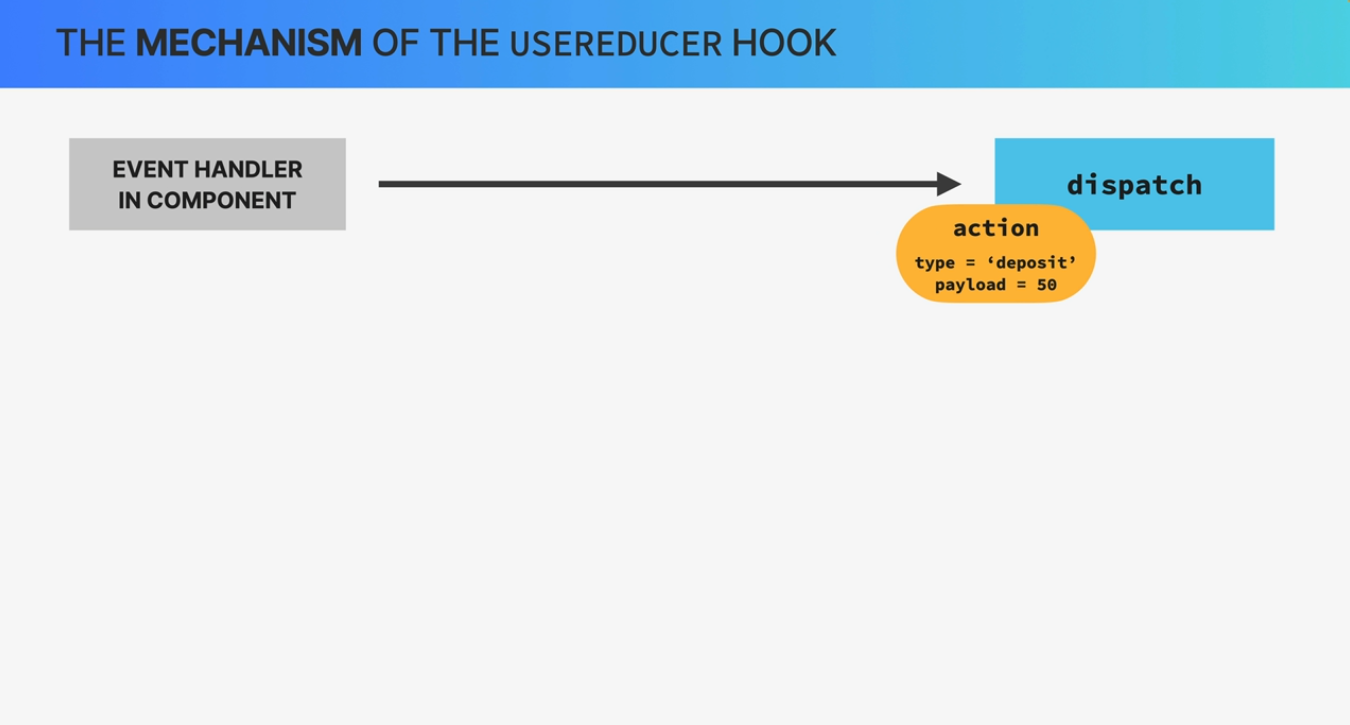 THE MECHANISM OF THE USEREDUCER HOOK
EVENT HANDLER
IN COMPONENT
dispatch
action
type = ‘deposit’
payload = 50